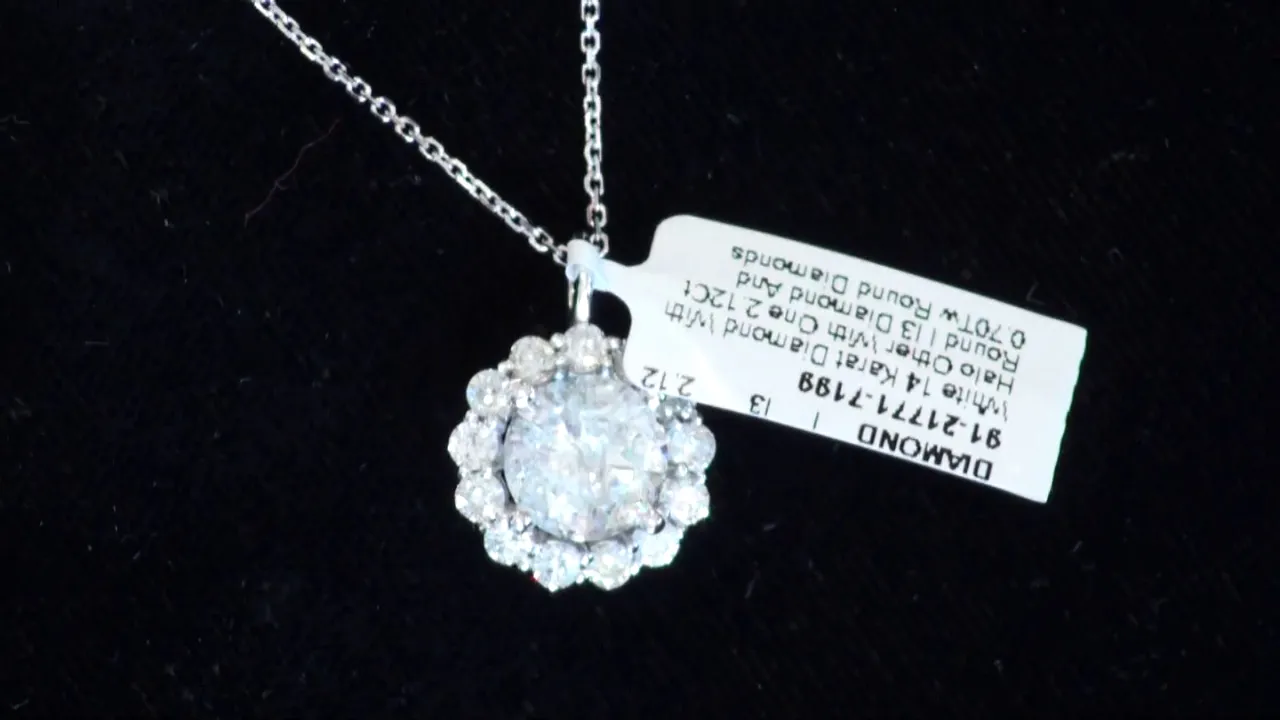 DIAMOND I I3 2.12
91-21771-7199
White 14 Karat Diamond With
Halo Other With One 2.12Ct
Round I I3 Diamond And
0.70Tw Round Diamonds